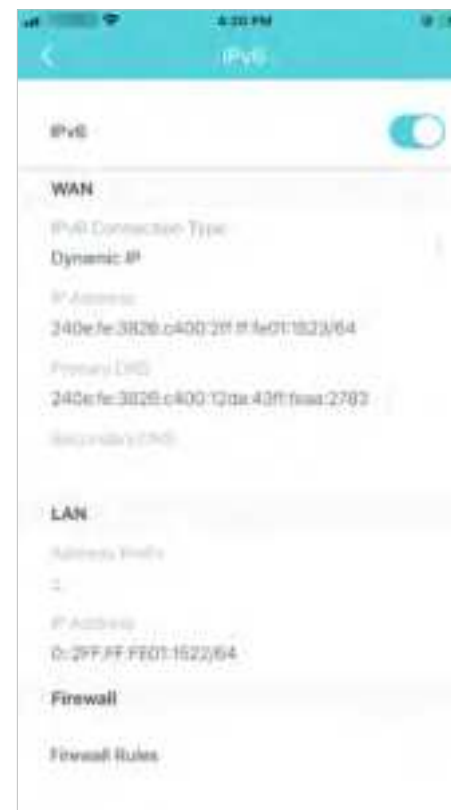 4:20 PM
IPv6
IPv6
WAN
IPv6 Connection Type
Dynamic IP
IP Address
Primary DNS
Secondary DNS
LAN
Address Prefix
IP Address
Firewall
Firewall Rules